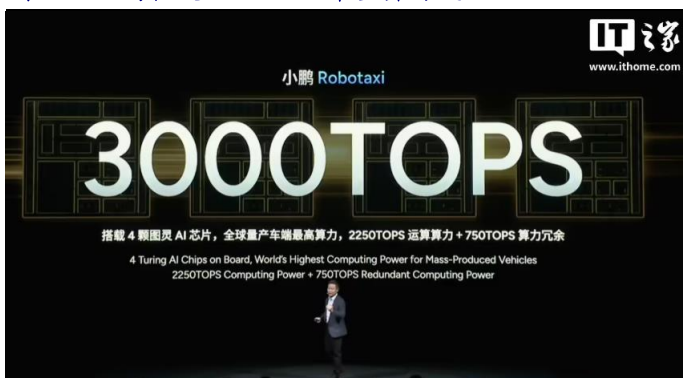 IT之家
www.ithome.com
小鹏 Robotaxi
3000TOPS
搭载 4 颗图灵 AI 芯片，全球量产车端最高算力，2250TOPS 运算算力 + 750TOPS 算力冗余
4 Turing AI Chips on Board, World's Highest Computing Power for Mass-Produced Vehicles
2250TOPS Computing Power + 750TOPS Redundant Computing Power